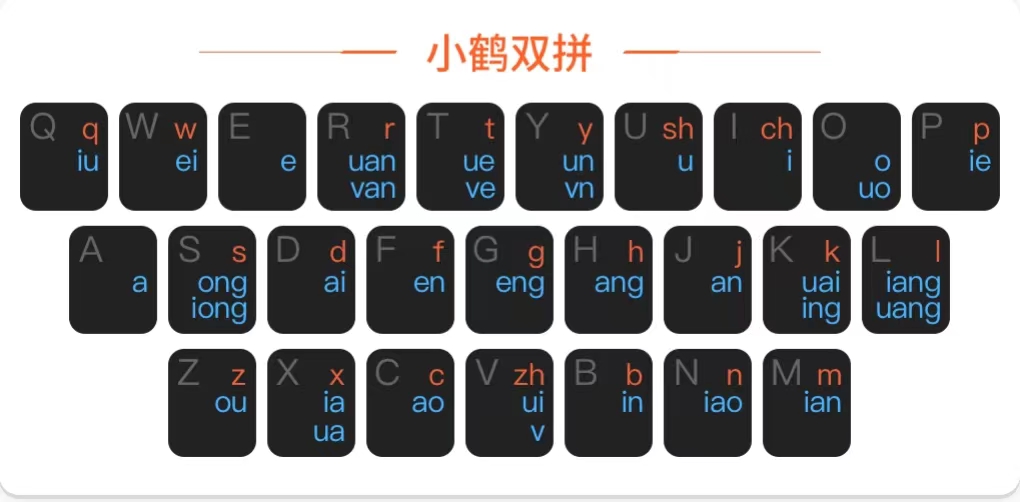 小鹤双拼
Q q W w E R r T t Y y U sh I ch O P p
iu ei e uan ue un u i o ie
van ve vn uo
A S s D d F f G g H h J j K k L l
a ong ai en eng ang an uai iang
iong ing uang
Z z X x C c V zh B b N n M m
ou ia ao ui in iao ian
ua v